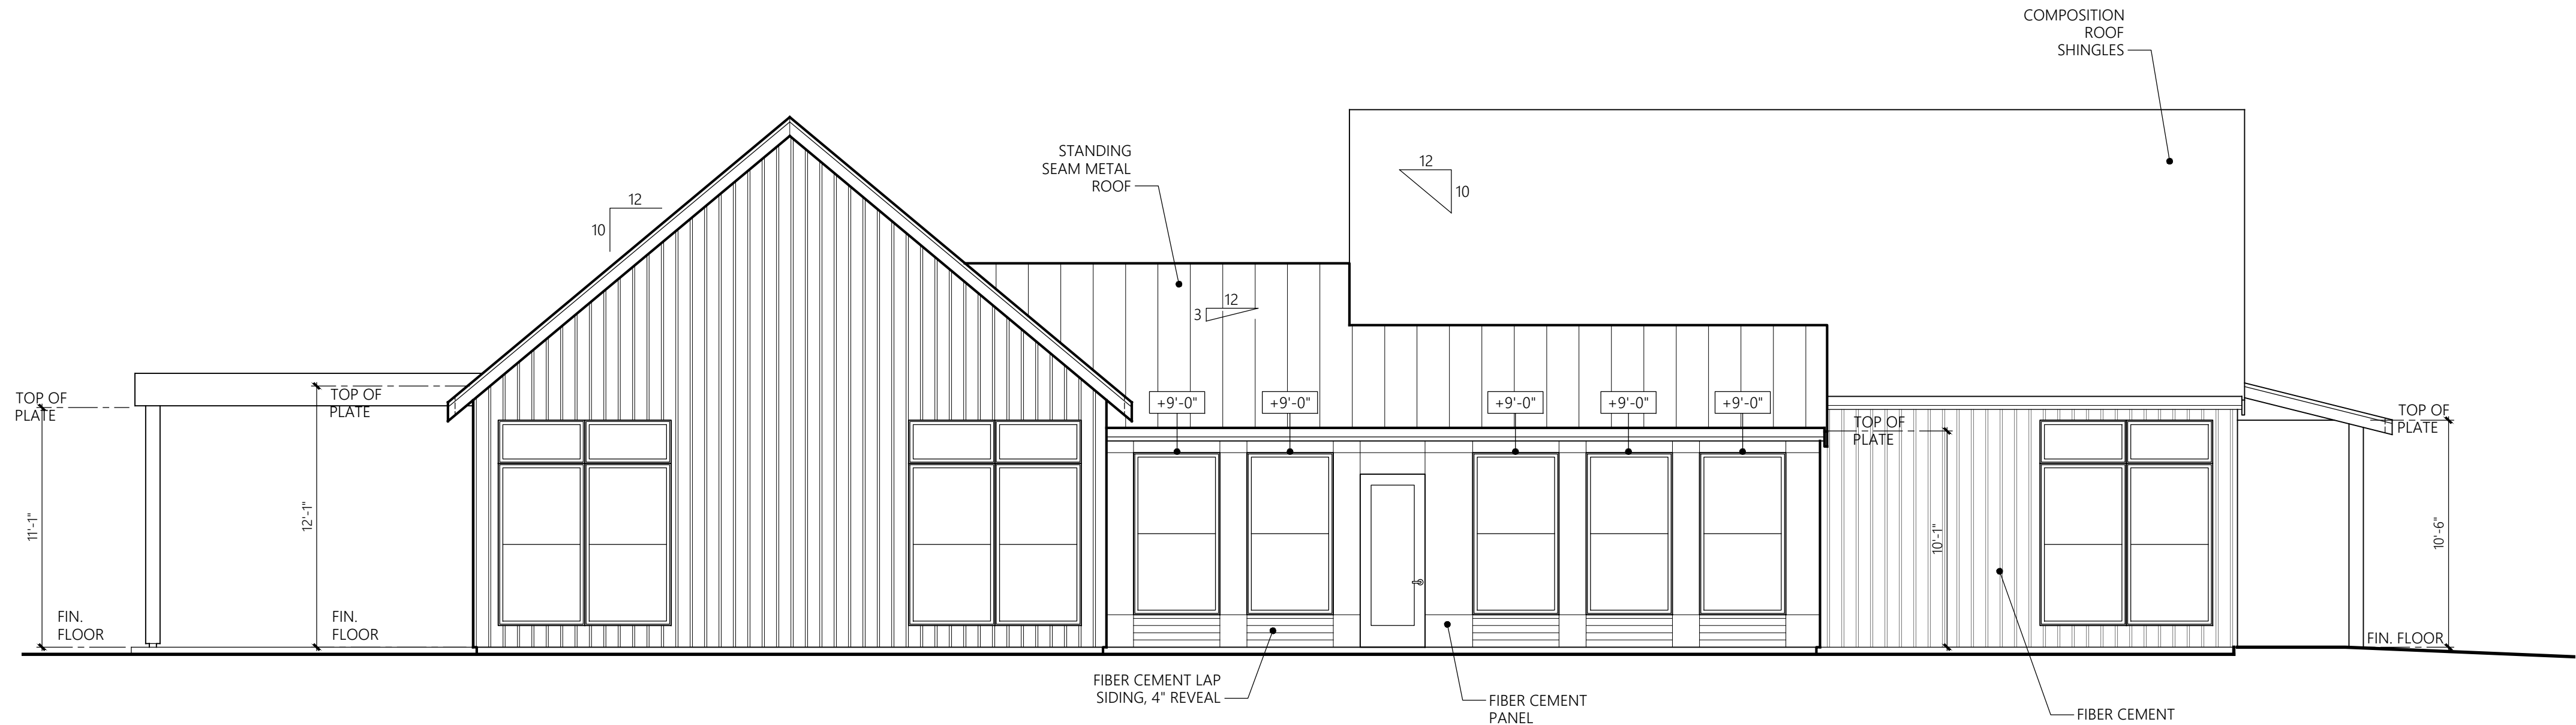 COMPOSITION
ROOF
SHINGLES
STANDING
SEAM METAL
ROOF
12
10
12
10
12
3
TOP OF
PLATE
TOP OF
PLATE
+9'-0"
+9'-0"
+9'-0"
+9'-0"
+9'-0"
TOP OF
PLATE
TOP OF
PLATE
11'-1"
12'-1"
10'-1"
10'-6"
FIN.
FLOOR
FIN.
FLOOR
FIN. FLOOR
FIBER CEMENT LAP
SIDING, 4" REVEAL
FIBER CEMENT
PANEL
FIBER CEMENT